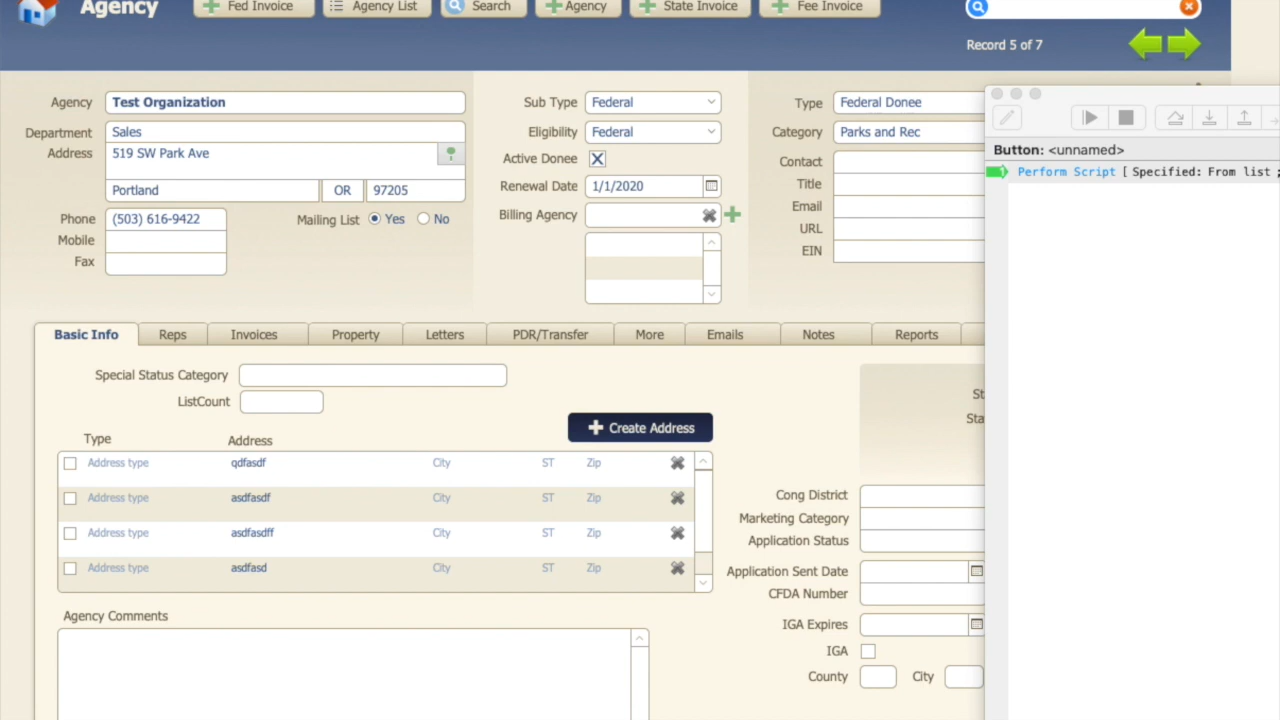 Agency
Fed Invoice
Agency List
Search
Agency
State Invoice
Fee Invoice
Record 5 of 7
Agency Test Organization
Department Sales
Address 519 SW Park Ave
Portland OR 97205
Phone (503) 616-9422
Mobile
Fax
Mailing List Yes No
Sub Type Federal
Eligibility Federal
Active Donee
Renewal Date 1/1/2020
Billing Agency
Type Federal Donee
Category Parks and Rec
Contact
Title
Email
URL
EIN
Button: <unnamed>
1 Perform Script [ Specified: From list ;
Basic Info Reps Invoices Property Letters PDR/Transfer More Emails Notes Reports
Special Status Category
ListCount
Create Address
Type Address
Address type qdfasdf City ST Zip
Address type asdfasdf City ST Zip
Address type asdfasdff City ST Zip
Address type asdfasd City ST Zip
Agency Comments
St
Sta
Cong District
Marketing Category
Application Status
Application Sent Date
CFDA Number
IGA Expires
IGA
County City